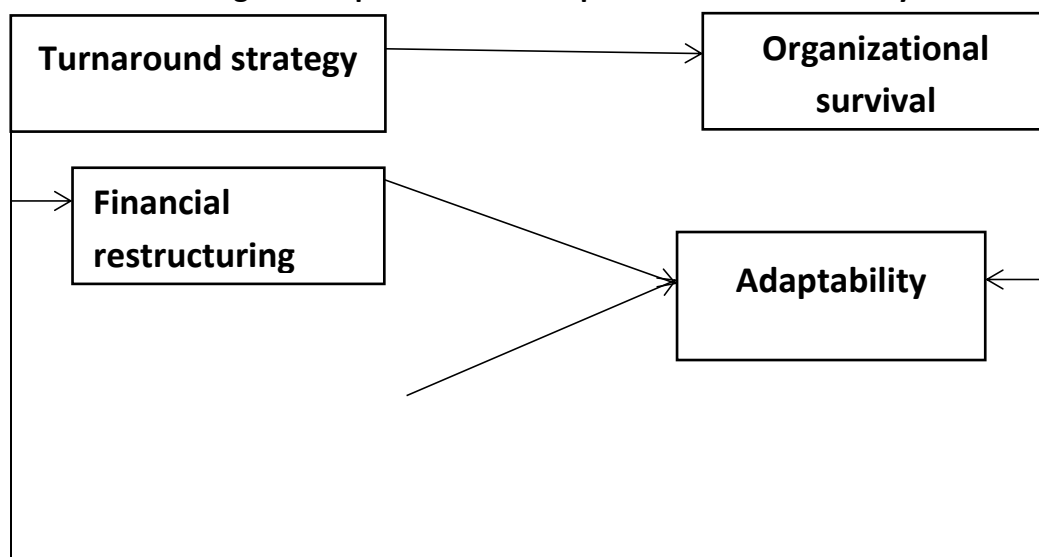 Turnaround strategy
Organizational
survival
Financial
restructuring
Adaptability